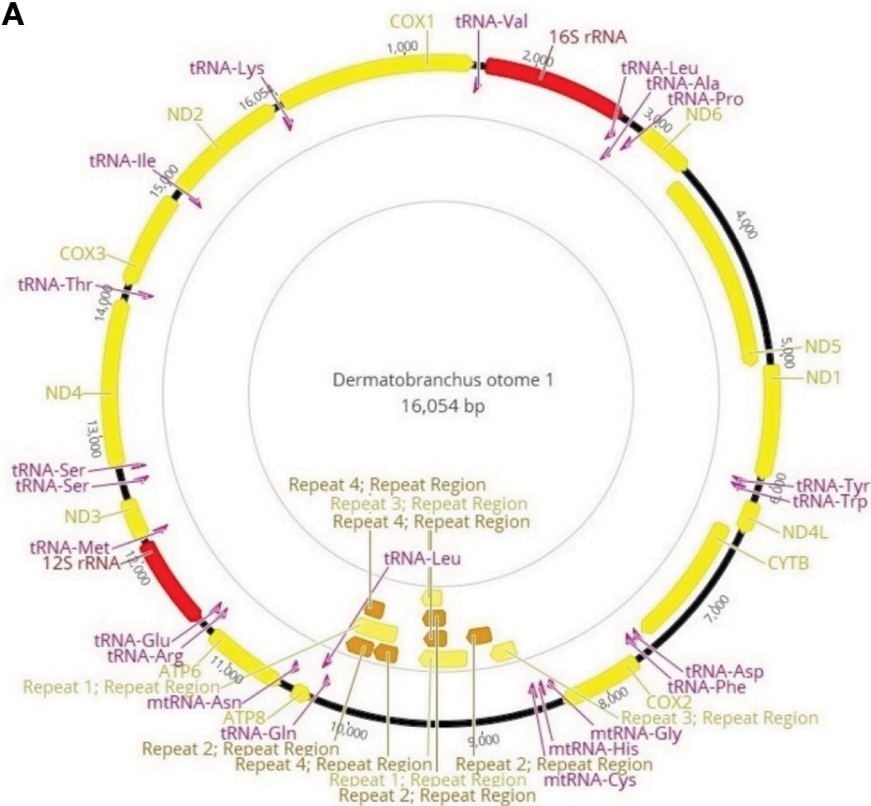 A
COX1
tRNA-Val
1,000
16S rRNA
2,000
tRNA-Lys
tRNA-Leu
tRNA-Ala
tRNA-Pro
16,054
ND2
3,000
ND6
tRNA-Ile
15,000
4,000
COX3
tRNA-Thr
14,000
5,000
ND5
ND1
Dermatobranchus otome 1
16,054 bp
ND4
13,000
tRNA-Ser
tRNA-Ser
6,000
tRNA-Tyr
tRNA-Trp
Repeat 4; Repeat Region
Repeat 3; Repeat Region
Repeat 4; Repeat Region
ND3
ND4L
tRNA-Met
12S rRNA
12,000
tRNA-Leu
CYTB
7,000
tRNA-Glu
tRNA-Arg
ATP6
11,000
Repeat 1; Repeat Region
tRNA-Asp
tRNA-Phe
mtRNA-Asn
8,000
COX2
ATP8
Repeat 3; Repeat Region
tRNA-Gln
10,000
9,000
mtRNA-Gly
Repeat 2; Repeat Region
mtRNA-His
Repeat 4; Repeat Region
Repeat 2; Repeat Region
Repeat 1; Repeat Region
mtRNA-Cys
Repeat 2; Repeat Region